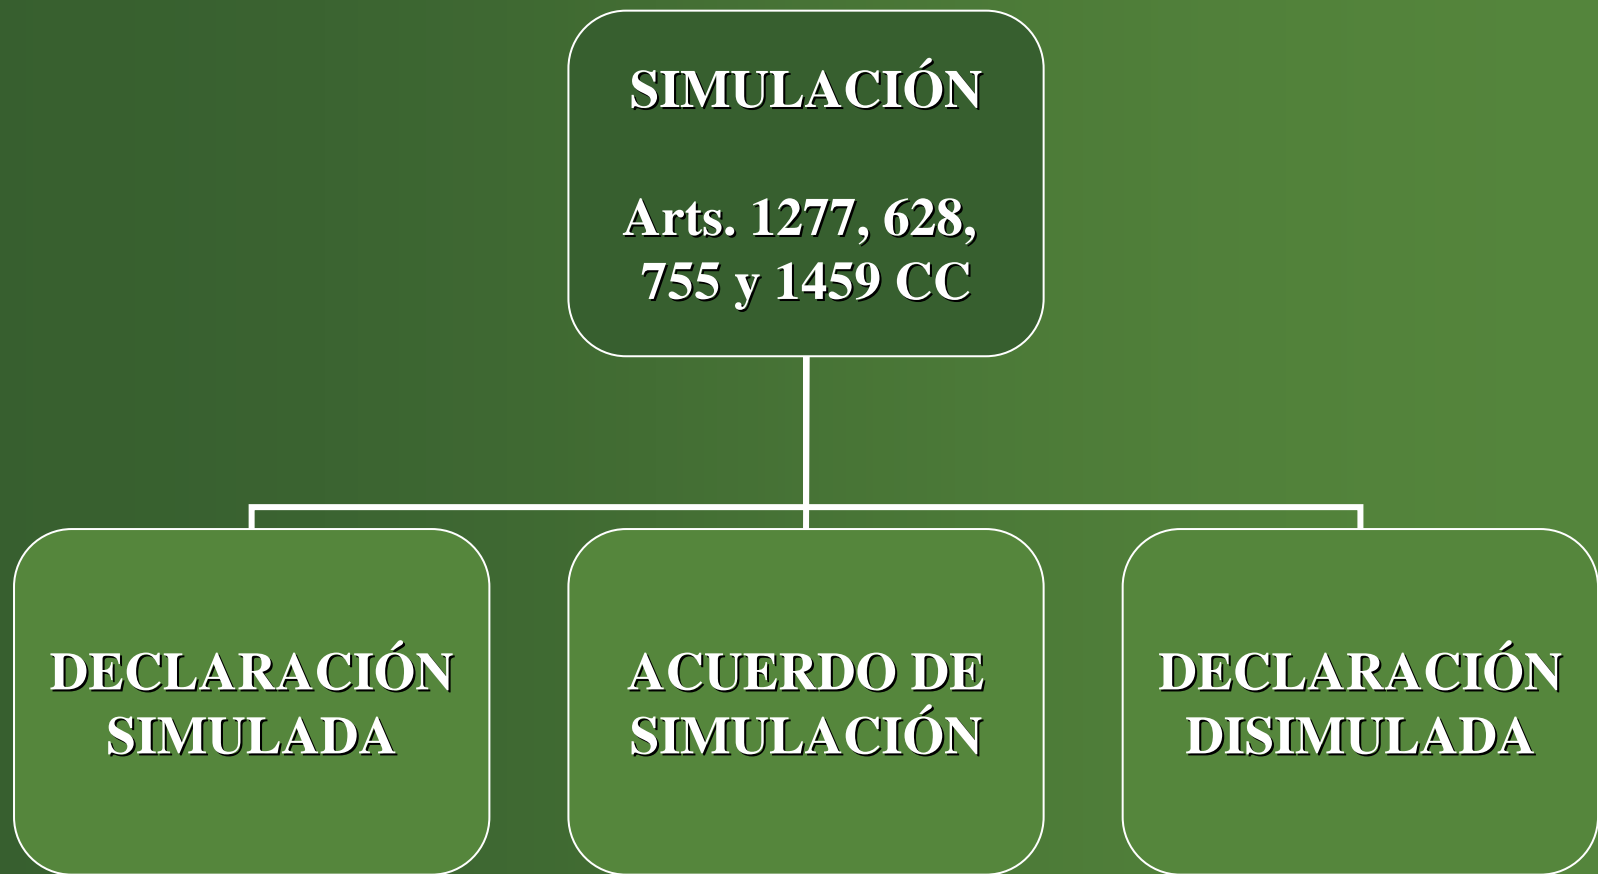 SIMULACIÓN
Arts. 1277, 628,
755 y 1459 CC
DECLARACIÓN
SIMULADA
ACUERDO DE
SIMULACIÓN
DECLARACIÓN
DISIMULADA